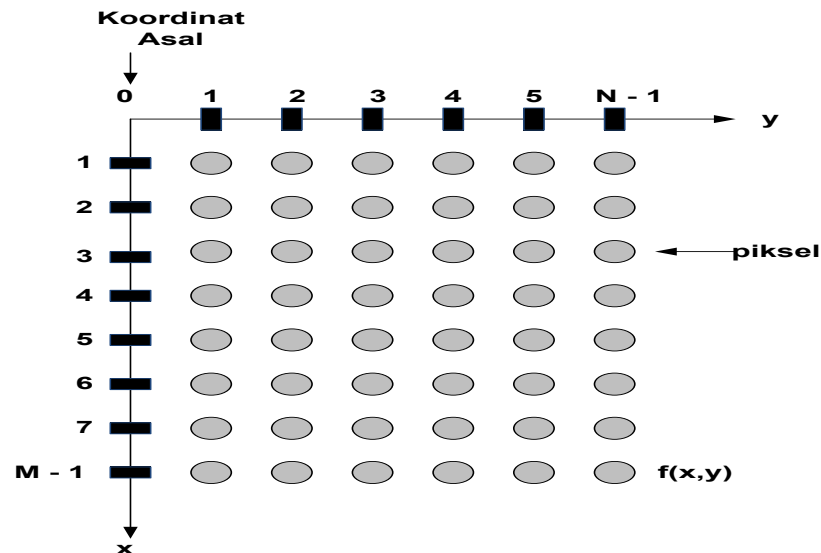 Koordinat
Asal
0 1 2 3 4 5 N - 1
y
1
2
3
piksel
4
5
6
7
M - 1
f(x,y)
x